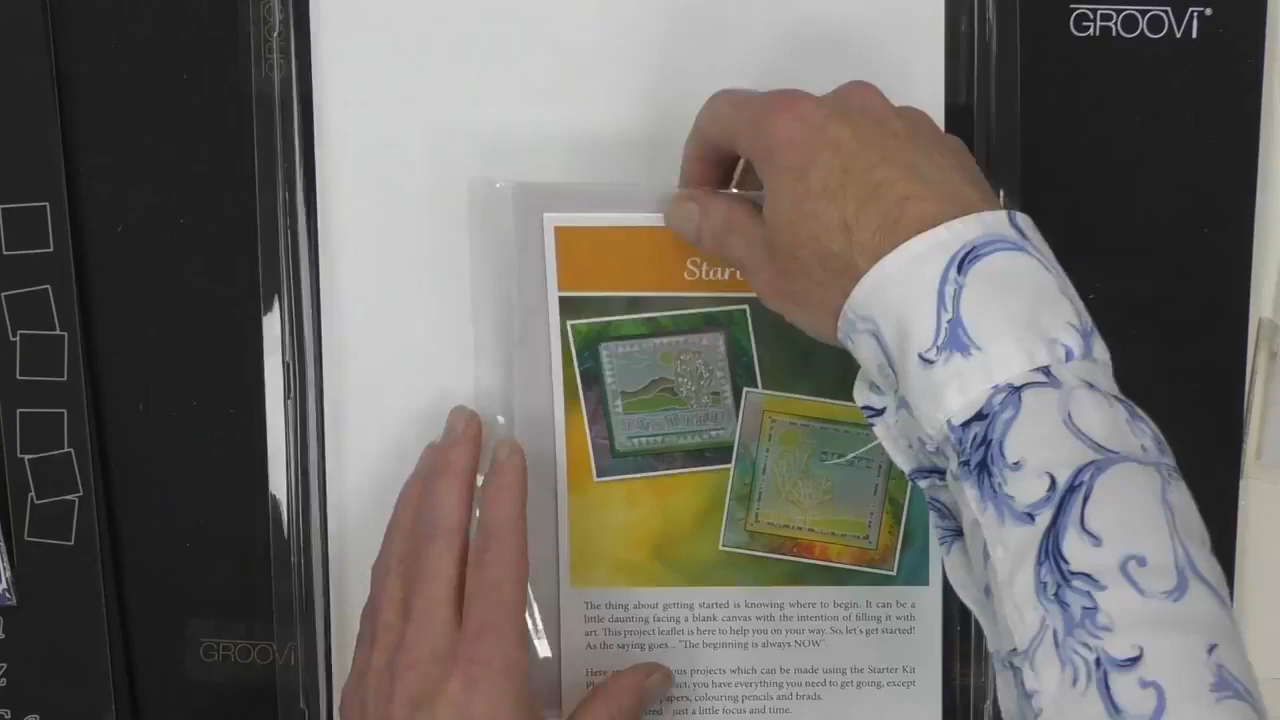 GROOVi®
GROOVi
The thing about getting started is knowing where to begin. It can be a
little daunting facing a blank canvas with the intention of filling it with
art. This project leaflet is here to help you on your way. So, let's get started!
As the saying goes... "The beginning is always NOW".
Here projects which can be made using the Starter Kit
you have everything you need to get going, except
colouring pencils and brads.
just a little focus and time.